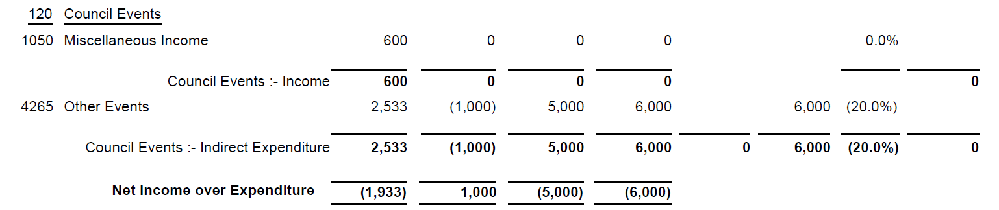 120 Council Events
1050 Miscellaneous Income 600 0 0 0 0.0%
Council Events :- Income 600 0 0 0 0
4265 Other Events 2,533 (1,000) 5,000 6,000 6,000 (20.0%)
Council Events :- Indirect Expenditure 2,533 (1,000) 5,000 6,000 0 6,000 (20.0%) 0
Net Income over Expenditure (1,933) 1,000 (5,000) (6,000)